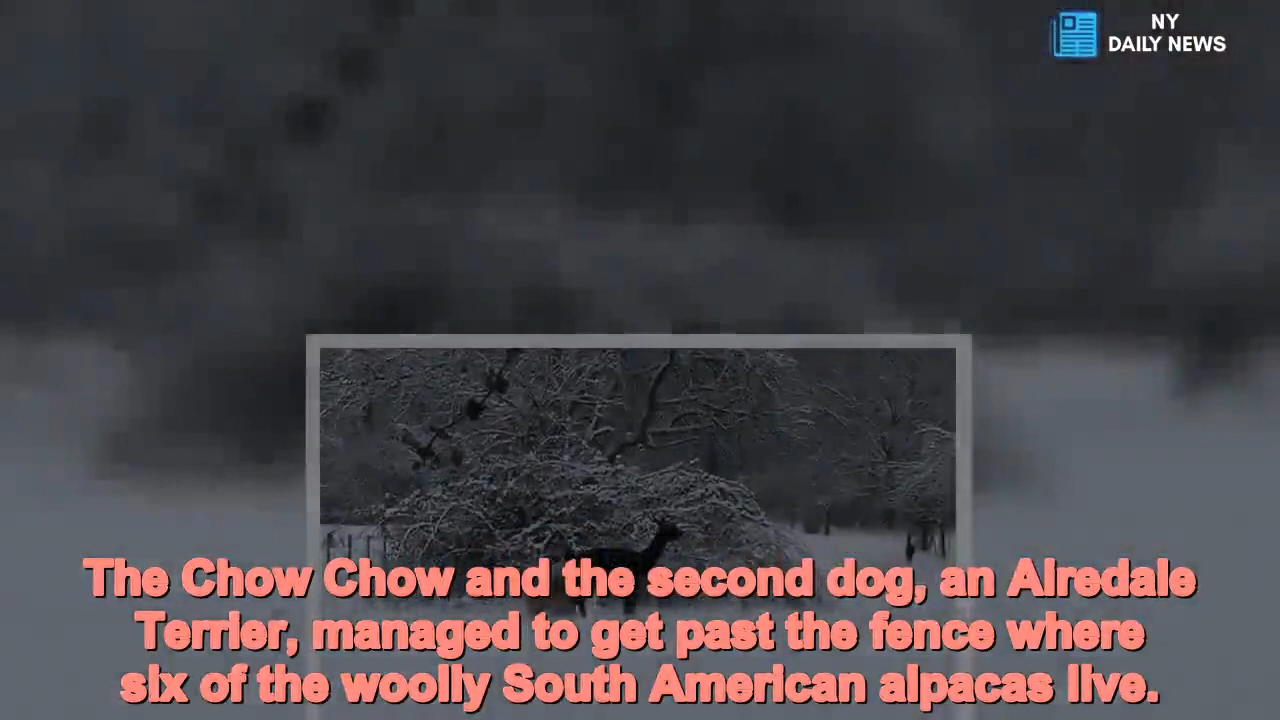 NY
DAILY NEWS
The Chow Chow and the second dog, an Airedale
Terrier, managed to get past the fence where
six of the woolly South American alpacas live.